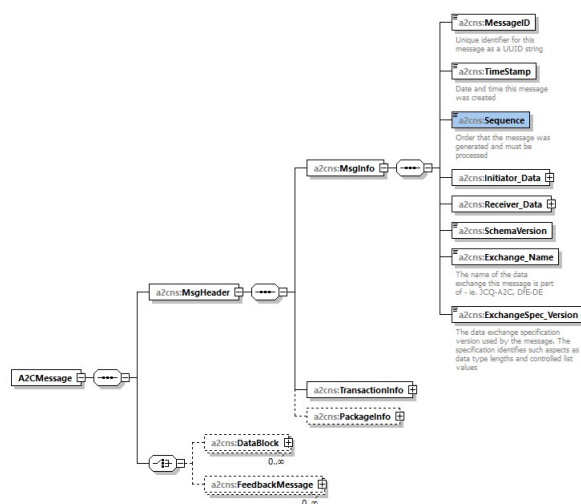 a2cns:MessageID
Unique identifier for this
message as a UUID string
a2cns:TimeStamp
Date and time this message
was created
a2cns:Sequence
Order that the message was
generated and must be
processed
a2cns:MsgInfo
a2cns:Initiator_Data
a2cns:Receiver_Data
a2cns:SchemaVersion
a2cns:Exchange_Name
The name of the data
exchange this message is part
of - ie. JCQ-A2C, DfE-DE
a2cns:MsgHeader
a2cns:ExchangeSpec_Version
The data exchange specification
version used by the message. The
specification identifies such aspects as
data type lengths and controlled list
values
A2CMessage
a2cns:TransactionInfo
a2cns:PackageInfo
a2cns:DataBlock
0..∞
a2cns:FeedbackMessage
0..∞